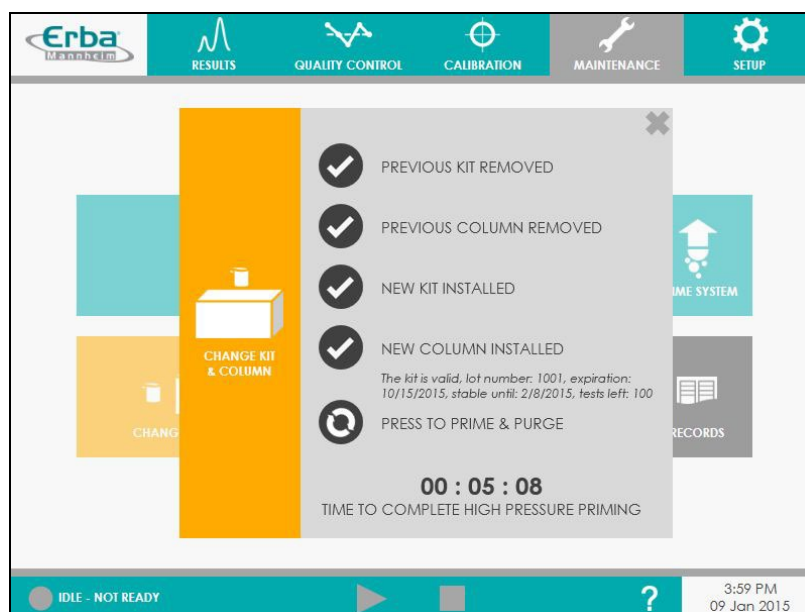 Erba
Mannheim
RESULTS
QUALITY CONTROL
CALIBRATION
MAINTENANCE
SETUP
PREVIOUS KIT REMOVED
PREVIOUS COLUMN REMOVED
NEW KIT INSTALLED
NEW COLUMN INSTALLED
The kit is valid, lot number: 1001, expiration:
10/15/2015, stable until: 2/8/2015, tests left: 100
PRESS TO PRIME & PURGE
00 : 05 : 08
TIME TO COMPLETE HIGH PRESSURE PRIMING
CHANGE KIT
& COLUMN
IME SYSTEM
CHANG
RECORDS
IDLE - NOT READY
?
3:59 PM
09 Jan 2015